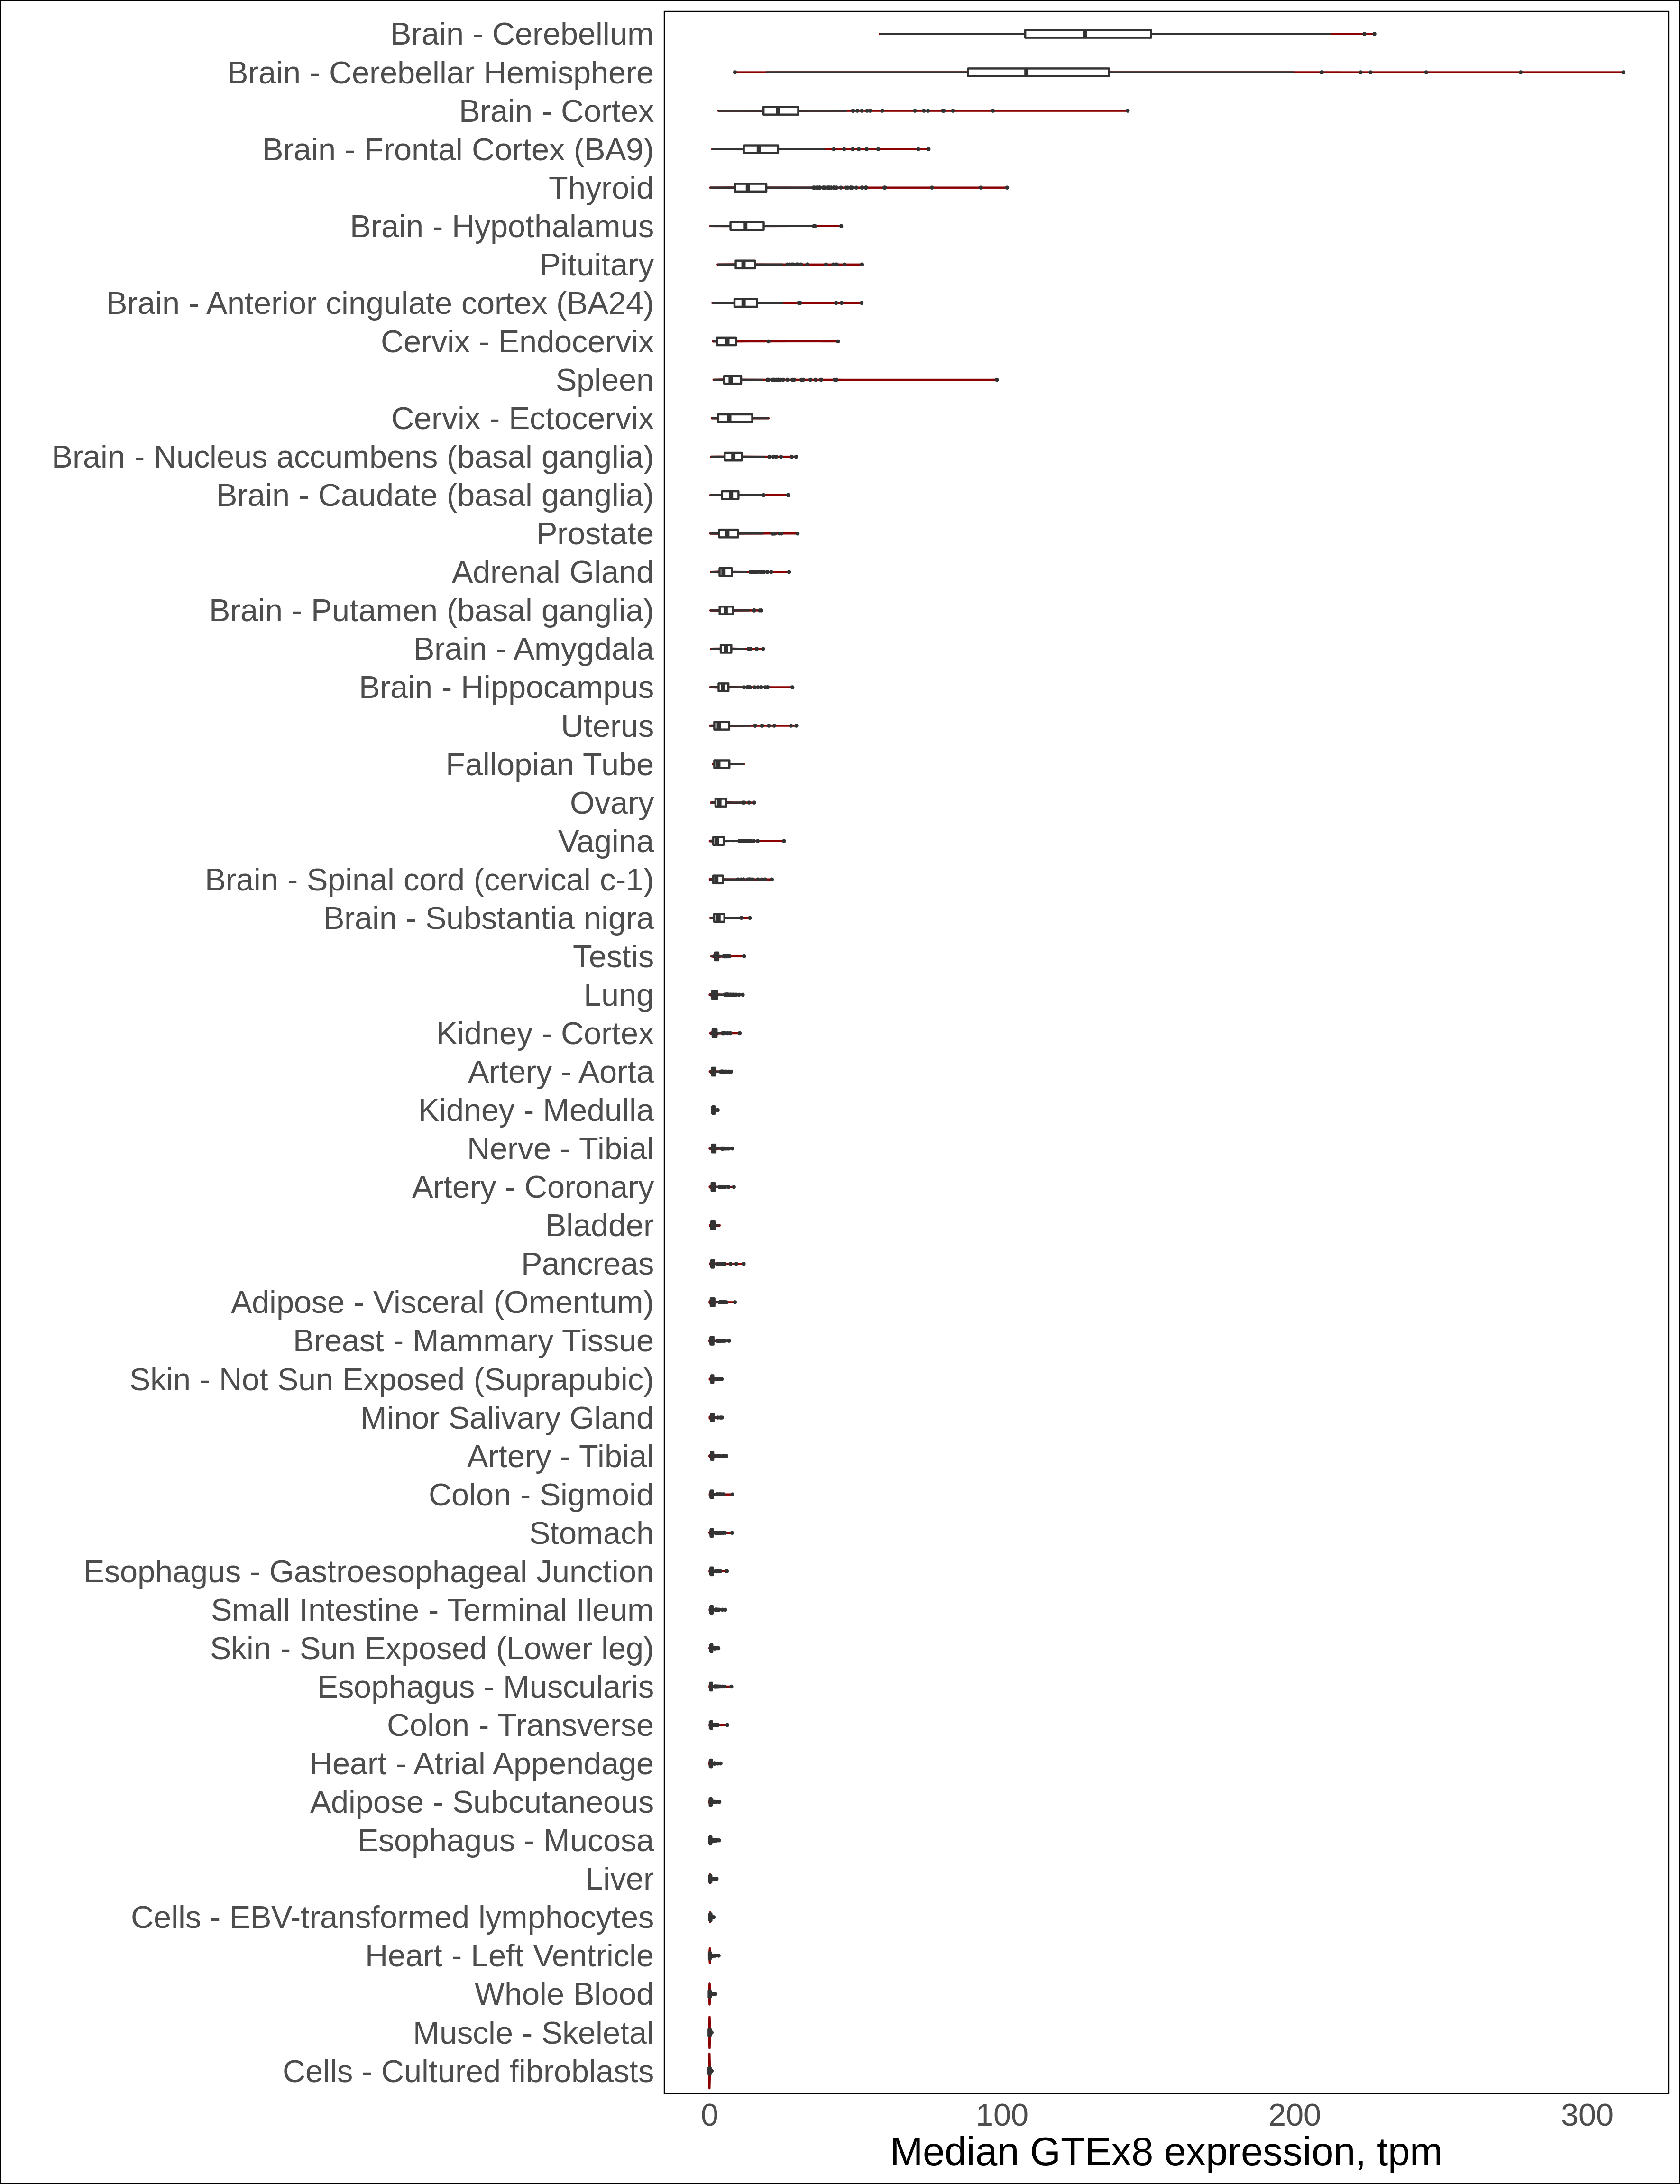 Brain - Cerebellum
Brain - Cerebellar Hemisphere
Brain - Cortex
Brain - Frontal Cortex (BA9)
Thyroid
Brain - Hypothalamus
Pituitary
Brain - Anterior cingulate cortex (BA24)
Cervix - Endocervix
Spleen
Cervix - Ectocervix
Brain - Nucleus accumbens (basal ganglia)
Brain - Caudate (basal ganglia)
Prostate
Adrenal Gland
Brain - Putamen (basal ganglia)
Brain - Amygdala
Brain - Hippocampus
Uterus
Fallopian Tube
Ovary
Vagina
Brain - Spinal cord (cervical c-1)
Brain - Substantia nigra
Testis
Lung
Kidney - Cortex
Artery - Aorta
Kidney - Medulla
Nerve - Tibial
Artery - Coronary
Bladder
Pancreas
Adipose - Visceral (Omentum)
Breast - Mammary Tissue
Skin - Not Sun Exposed (Suprapubic)
Minor Salivary Gland
Artery - Tibial
Colon - Sigmoid
Stomach
Esophagus - Gastroesophageal Junction
Small Intestine - Terminal Ileum
Skin - Sun Exposed (Lower leg)
Esophagus - Muscularis
Colon - Transverse
Heart - Atrial Appendage
Adipose - Subcutaneous
Esophagus - Mucosa
Liver
Cells - EBV-transformed lymphocytes
Heart - Left Ventricle
Whole Blood
Muscle - Skeletal
Cells - Cultured fibroblasts
0 100 200 300
Median GTEx8 expression, tpm